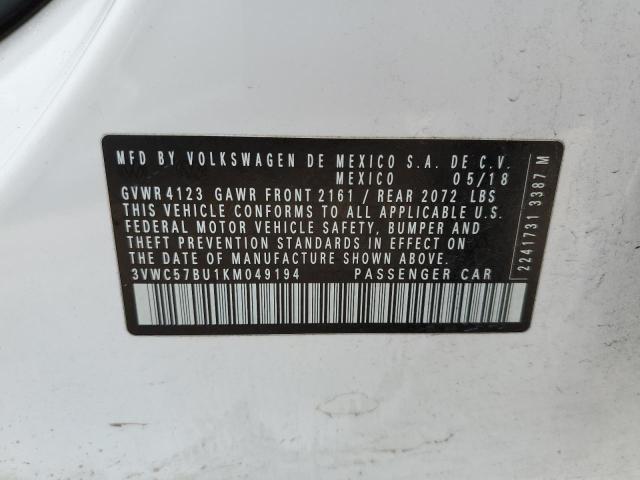 MFD BY VOLKSWAGEN DE MEXICO S.A. DE C.V.
MEXICO 05/18
GVWR 4123 GAWR FRONT 2161 / REAR 2072 LBS
THIS VEHICLE CONFORMS TO ALL APPLICABLE U.S.
FEDERAL MOTOR VEHICLE SAFETY, BUMPER AND
THEFT PREVENTION STANDARDS IN EFFECT ON
THE DATE OF MANUFACTURE SHOWN ABOVE.
3VWC57BU1KM049194 PASSENGER CAR
2241731 3387 M